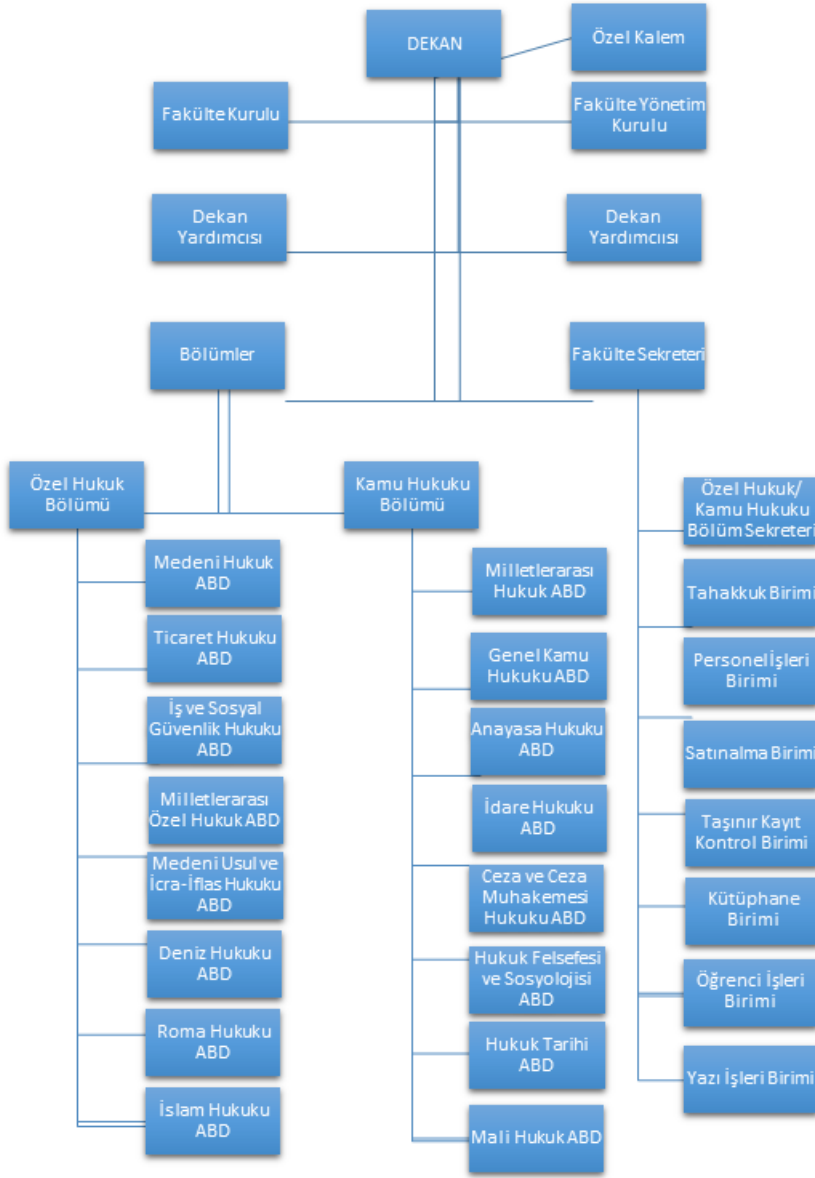 DEKAN
Özel Kalem
Fakülte Kurulu
Fakülte Yönetim
Kurulu
Dekan
Yardımcısı
Dekan
Yardımcıısı
Bölümler
Fakülte Sekreteri
Özel Hukuk
Bölümü
Kamu Hukuku
Bölümü
Medeni Hukuk
ABD
Ticaret Hukuku
ABD
İş ve Sosyal
Güvenlik Hukuku
ABD
Milletlerarası
Özel Hukuk ABD
Medeni Usul ve
İcra-İflas Hukuku
ABD
Deniz Hukuku
ABD
Roma Hukuku
ABD
İslam Hukuku
ABD
Milletlerarası
Hukuk ABD
Genel Kamu
Hukuku ABD
Anayasa Hukuku
ABD
İdare Hukuku
ABD
Ceza ve Ceza
Muhakemesi
Hukuku ABD
Hukuk Felsefesi
ve Sosyolojisi
ABD
Hukuk Tarihi
ABD
Mali Hukuk ABD
Özel Hukuk/
Kamu Hukuku
Bölüm Sekreteri
Tahakkuk Birimi
Personel İşleri
Birimi
Satınalma Birimi
Taşınır Kayıt
Kontrol Birimi
Kütüphane
Birimi
Öğrenci İşleri
Birimi
Yazı İşleri Birimi